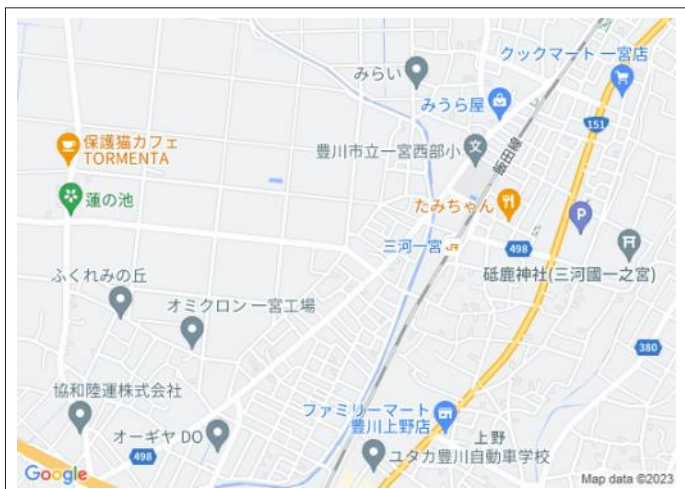 クックマート 一宮店
みらい
みうら屋
151
保護猫カフェ
TORMENTA
豊川市立一宮西部小
飯田線
蓮の池
たみちゃん
三河一宮 JR
498
砥鹿神社(三河國一之宮)
ふくれみの丘
オミクロン 一宮工場
380
協和陸運株式会社
ファミリーマート
豊川上野店
オーギヤ DO
上野
498
ユタカ豊川自動車学校
Google
Map data ©2023